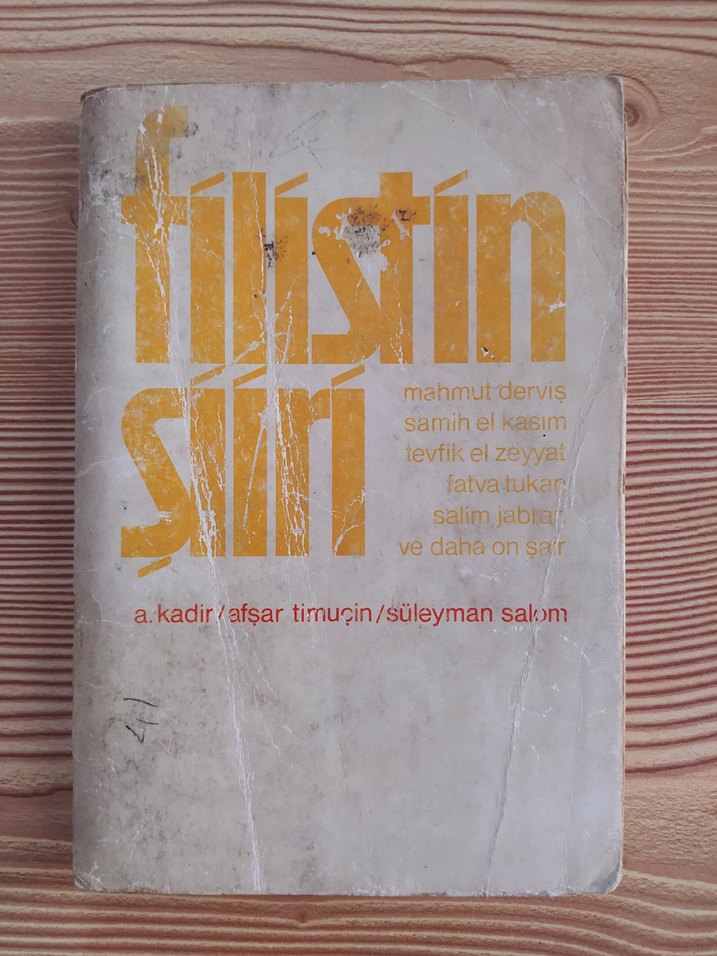 filistin
şiiri
mahmut derviş
samih el kasım
tevfik el zeyyat
fatva tukan
salim jabran
ve daha on şair
a. kadir/afşar timuçin/süleyman salom